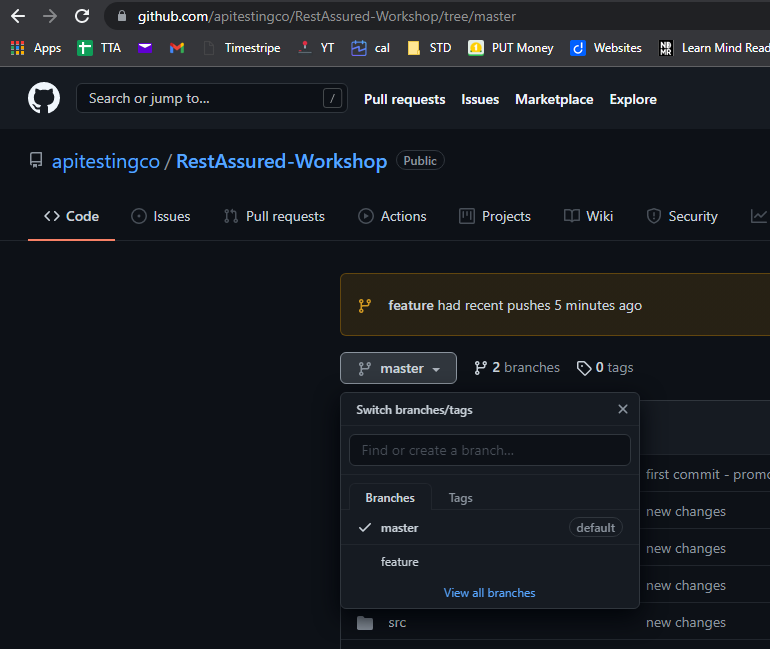 github.com/apitestingco/RestAssured-Workshop/tree/master
Apps TTA Timestripe YT cal STD PUT Money Websites Learn Mind Read
Search or jump to... / Pull requests Issues Marketplace Explore
apitestingco / RestAssured-Workshop Public
<> Code Issues Pull requests Actions Projects Wiki Security
feature had recent pushes 5 minutes ago
master 2 branches 0 tags
Switch branches/tags
Find or create a branch...
first commit - promo
Branches Tags
new changes
master default
new changes
feature
new changes
View all branches
src new changes